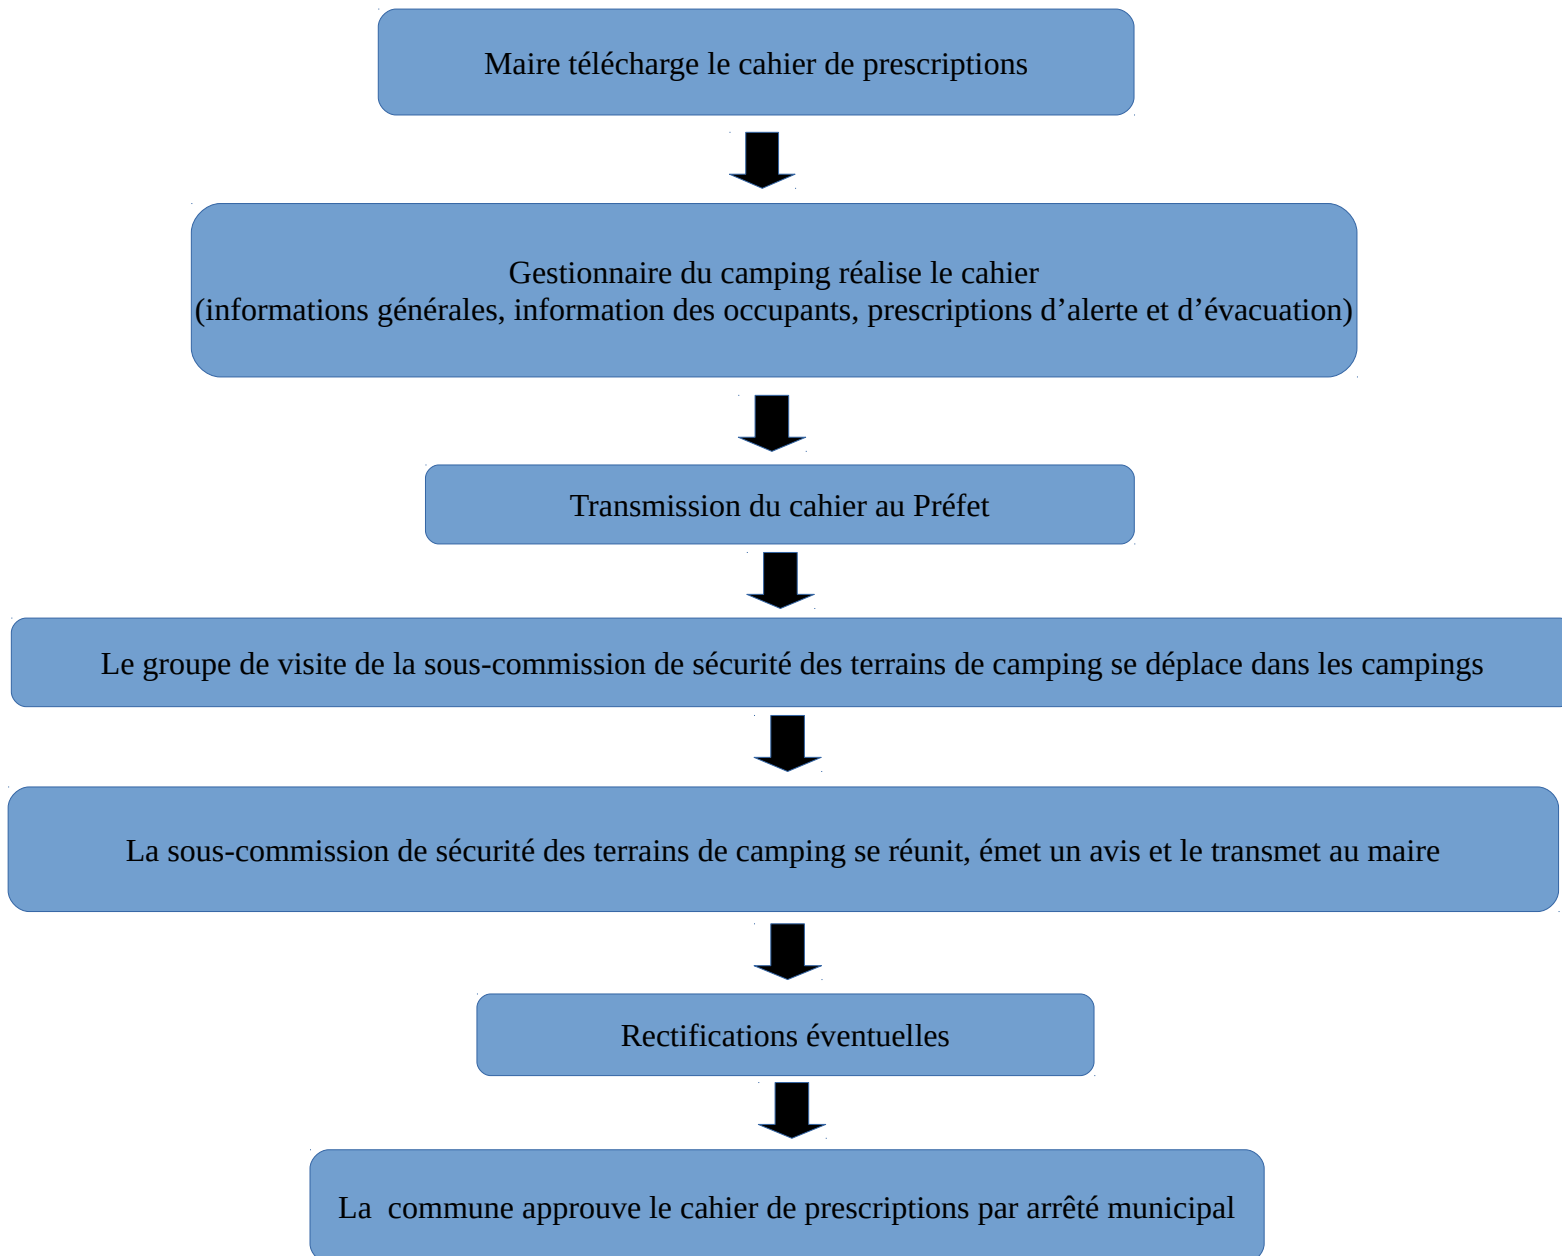 Maire télécharge le cahier de prescriptions
Gestionnaire du camping réalise le cahier
(informations générales, information des occupants, prescriptions d’alerte et d’évacuation)
Transmission du cahier au Préfet
Le groupe de visite de la sous-commission de sécurité des terrains de camping se déplace dans les campings
La sous-commission de sécurité des terrains de camping se réunit, émet un avis et le transmet au maire
Rectifications éventuelles
La  commune approuve le cahier de prescriptions par arrêté municipal